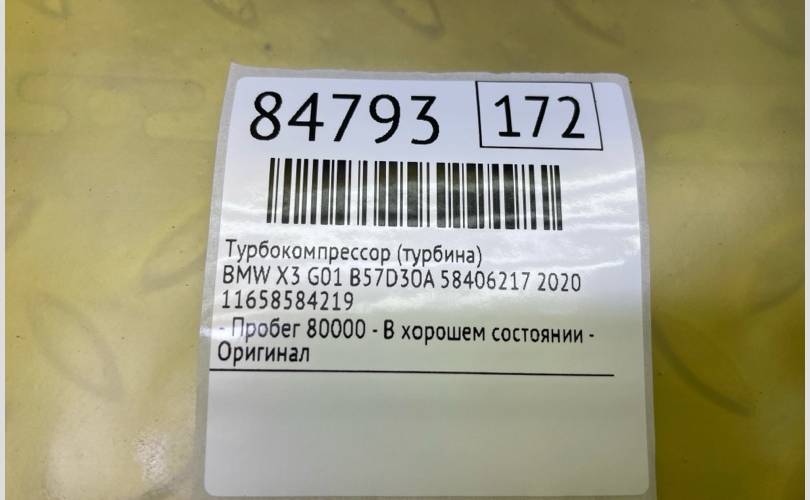 84793 172
Турбокомпрессор (турбина)
BMW X3 G01 B57D30A 58406217 2020
11658584219
- Пробег 80000 - В хорошем состоянии -
Оригинал